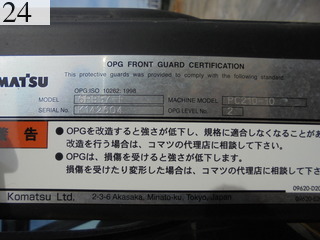 24
OPG FRONT GUARD CERTIFICATION
This protective guards was provided to comply with the following standard.
OMATSU OPG:ISO 10262:1998
MODEL MACHINE MODEL PC210-10
SERIAL No. OPG LEVEL 2
警告
●OPGを改造すると強さが低下し、規格に適合しなくなることがあ
改造を行う場合は、コマツの代理店に相談して下さい。
●OPGは、損傷を受けると強さが低下します。
損傷を受けたり変形した場合は、コマツの代理店に相談して下さ
09620-D20
Komatsu Ltd. 2-3-6 Akasaka, Minato-ku, Tokyo, Japan